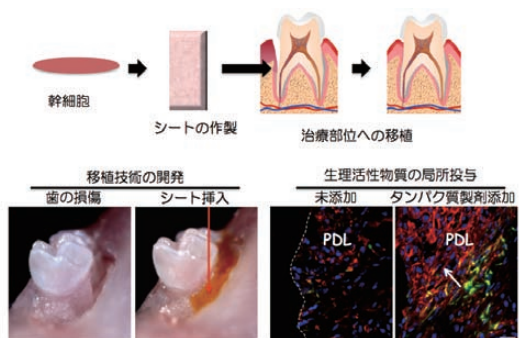 幹細胞
シートの作製
治療部位への移植
移植技術の開発
歯の損傷
シート挿入
生理活性物質の局所投与
未添加
タンパク質製剤添加
PDL
PDL